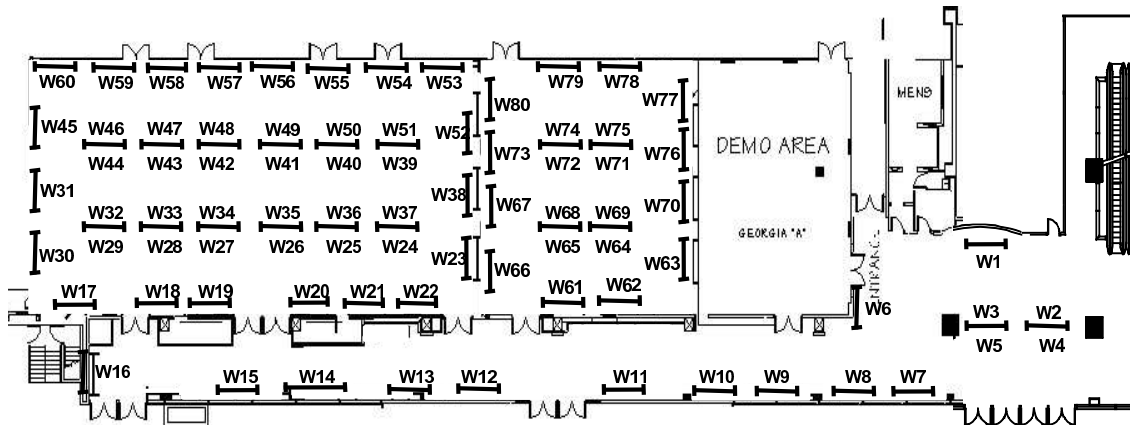 W60 W59 W58 W57 W56 W55 W54 W53 W79 W78
W80 W77
MENS
W45 W46 W47 W48 W49 W50 W51 W52 W74 W75
W73 W76 DEMO AREA
W44 W43 W42 W41 W40 W39 W72 W71
W31 W38 W67 W70
W32 W33 W34 W35 W36 W37 W68 W69
GEORGIA "A"
W30 W29 W28 W27 W26 W25 W24 W23 W65 W64 W63
W66
W1
W17 W18 W19 W20 W21 W22 W61 W62
W6
W3 W2
W5 W4
W16 W15 W14 W13 W12 W11 W10 W9 W8 W7